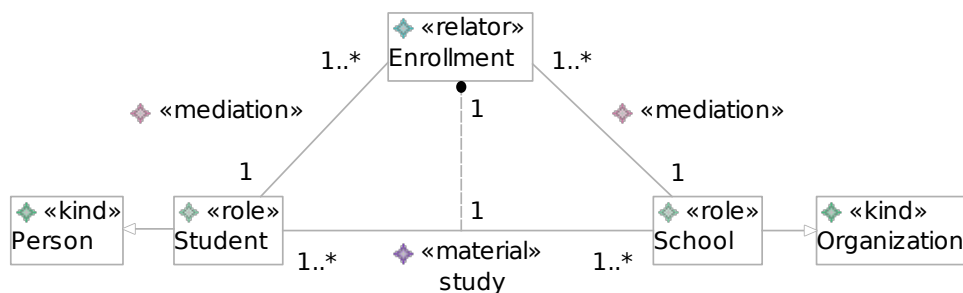 «relator»
Enrollment
1..*
1..*
«mediation»
1
«mediation»
1
1
«kind»
Person
«role»
Student
1
«role»
School
«kind»
Organization
1..*
«material»
study
1..*